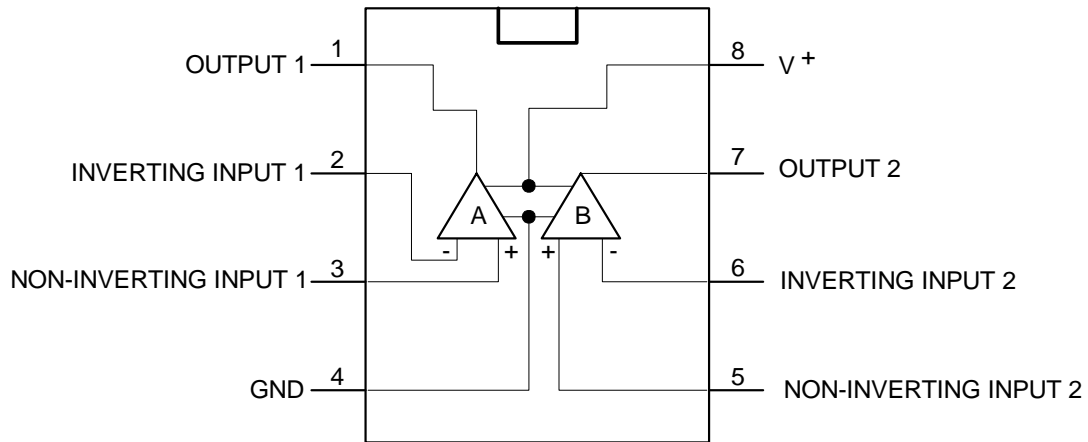 OUTPUT 1 1
8 V +
INVERTING INPUT 1 2
7 OUTPUT 2
A
B
- + + -
NON-INVERTING INPUT 1 3
6 INVERTING INPUT 2
GND 4
5 NON-INVERTING INPUT 2